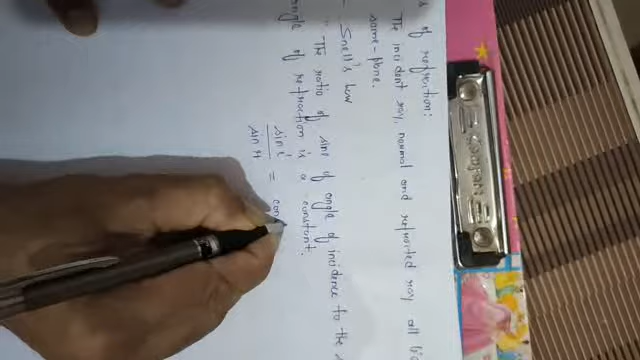 s of refraction:
The incident ray, normal and refracted ray all lie
same-plane.
Snell's law
"The ratio of sine of angle of incidence to the
angle of refraction is a constant.
sin i
sin r
= con